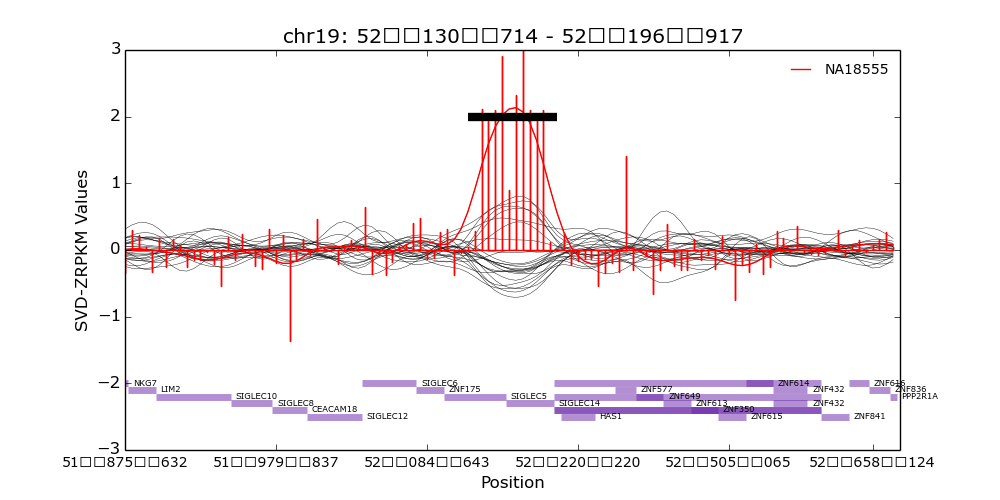 chr19: 52□□130□□714 - 52□□196□□917
NA18555
SVD-ZRPKM Values
3
2
1
0
−1
−2
−3
NKG7 SIGLEC6 ZNF614 ZNF616
LIM2 ZNF175 ZNF577 ZNF432 ZNF836
SIGLEC10 SIGLEC5 ZNF649 PPP2R1A
SIGLEC8 SIGLEC14 ZNF613 ZNF432
CEACAM18 ZNF350
SIGLEC12 HAS1 ZNF615 ZNF841
51□□875□□632 51□□979□□837 52□□084□□643 52□□220□□220 52□□505□□065 52□□658□□124
Position